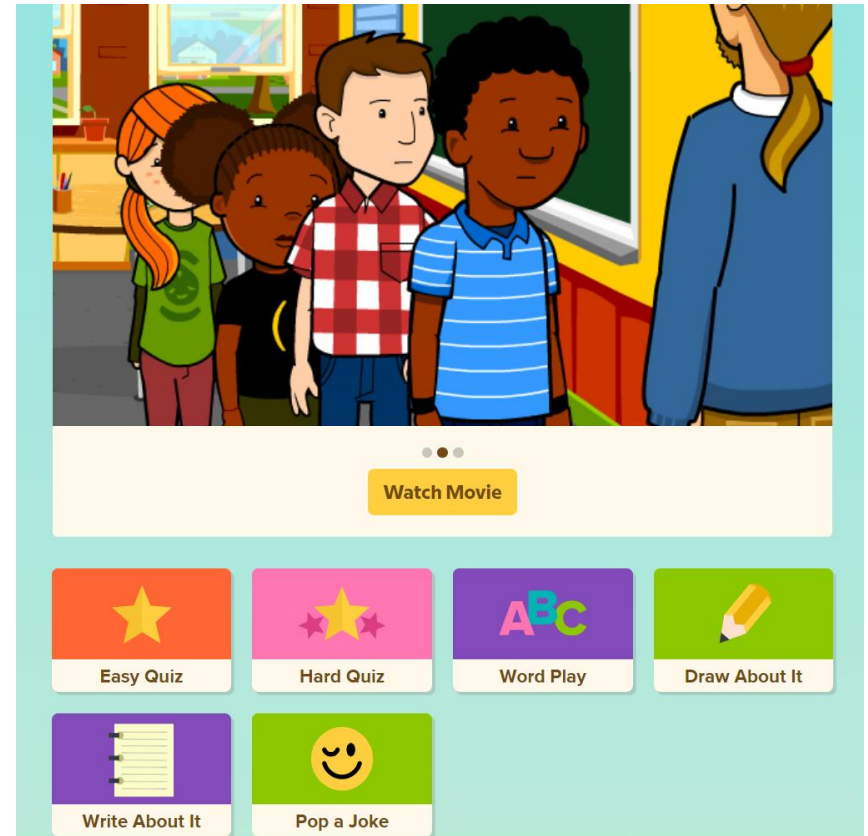 Watch Movie
Easy Quiz
Hard Quiz
ABC
Word Play
Draw About It
Write About It
Pop a Joke